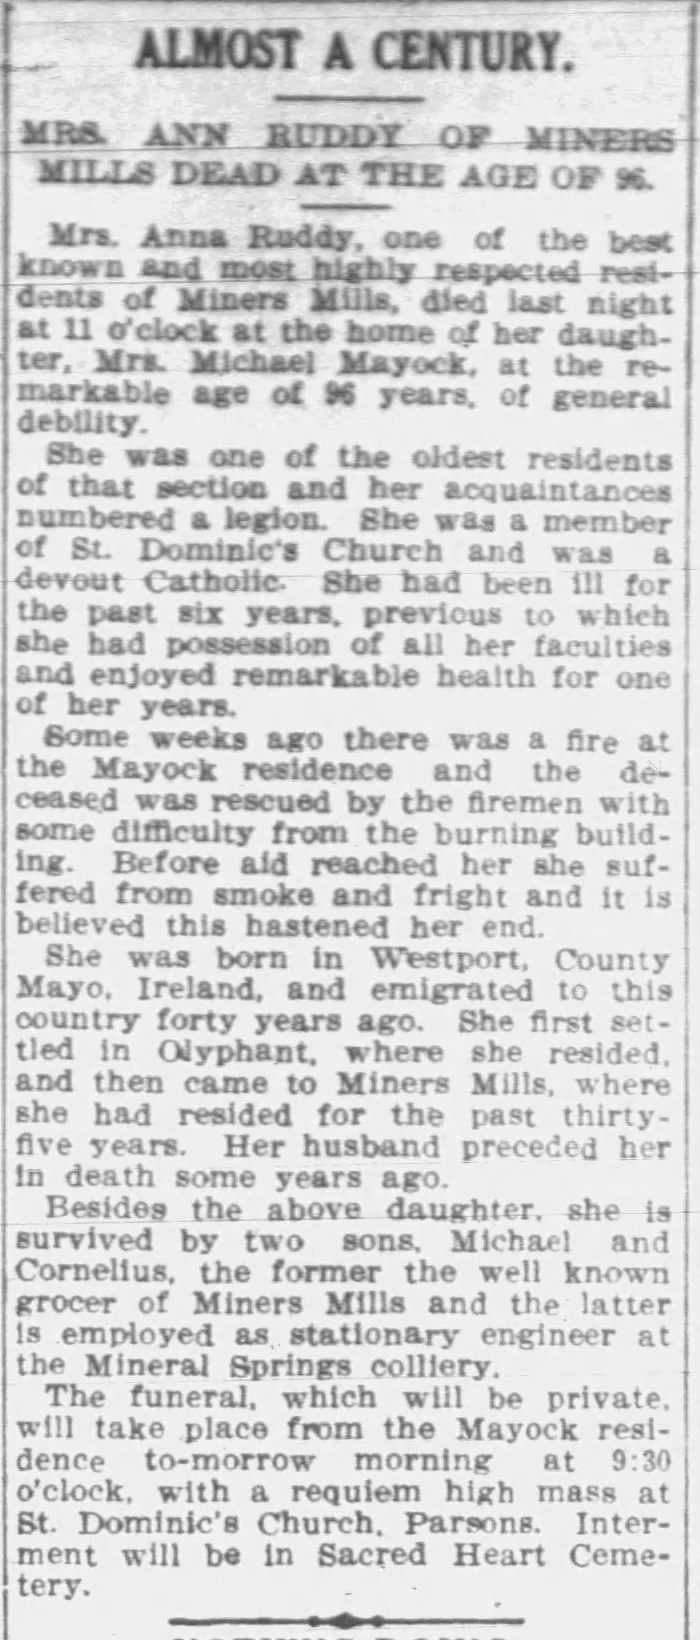 ALMOST A CENTURY.
MRS. ANN RUDDY OF MINERS
MILLS DEAD AT THE AGE OF 96.
Mrs. Anna Ruddy, one of the best
known and most highly respected resi-
dents of Miners Mills, died last night
at 11 o'clock at the home of her daugh-
ter, Mrs. Michael Mayock, at the re-
markable age of 96 years, of general
debility.
She was one of the oldest residents
of that section and her acquaintances
numbered a legion. She was a member
of St. Dominic's Church and was a
devout Catholic. She had been ill for
the past six years, previous to which
she had possession of all her faculties
and enjoyed remarkable health for one
of her years.
Some weeks ago there was a fire at
the Mayock residence and the de-
ceased was rescued by the firemen with
some difficulty from the burning build-
ing. Before aid reached her she suf-
fered from smoke and fright and it is
believed this hastened her end.
She was born in Westport, County
Mayo, Ireland, and emigrated to this
country forty years ago. She first set-
tled in Olyphant, where she resided,
and then came to Miners Mills, where
she had resided for the past thirty-
five years. Her husband preceded her
in death some years ago.
Besides the above daughter, she is
survived by two sons, Michael and
Cornelius, the former the well known
grocer of Miners Mills and the latter
is employed as stationary engineer at
the Mineral Springs colliery.
The funeral, which will be private,
will take place from the Mayock resi-
dence to-morrow morning at 9:30
o'clock, with a requiem high mass at
St. Dominic's Church, Parsons. Inter-
ment will be in Sacred Heart Ceme-
tery.